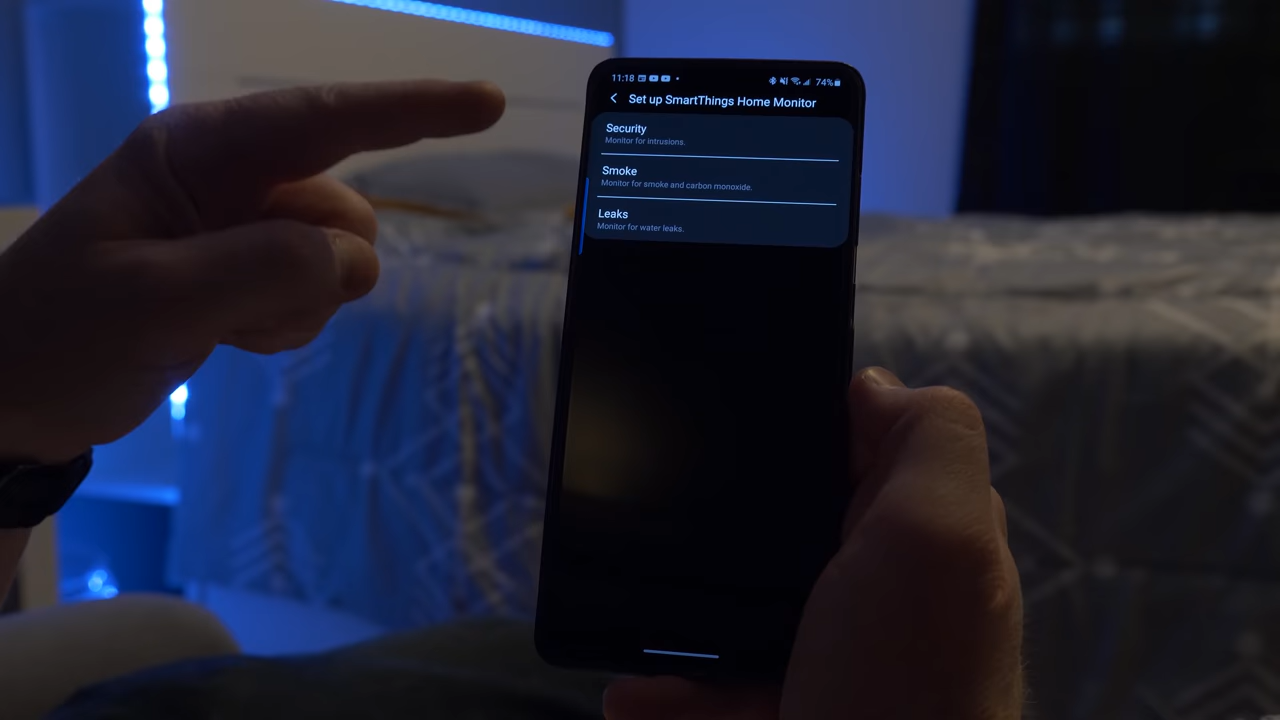 11:18
74%
Set up SmartThings Home Monitor
Security
Monitor for intrusions.
Smoke
Monitor for smoke and carbon monoxide.
Leaks
Monitor for water leaks.